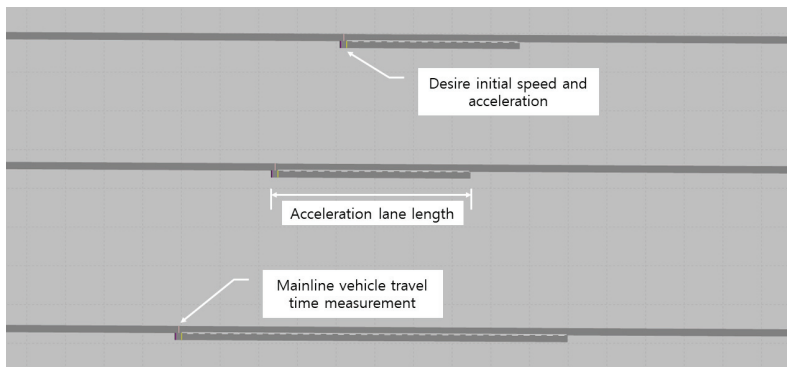 Desire initial speed and
acceleration
Acceleration lane length
Mainline vehicle travel
time measurement